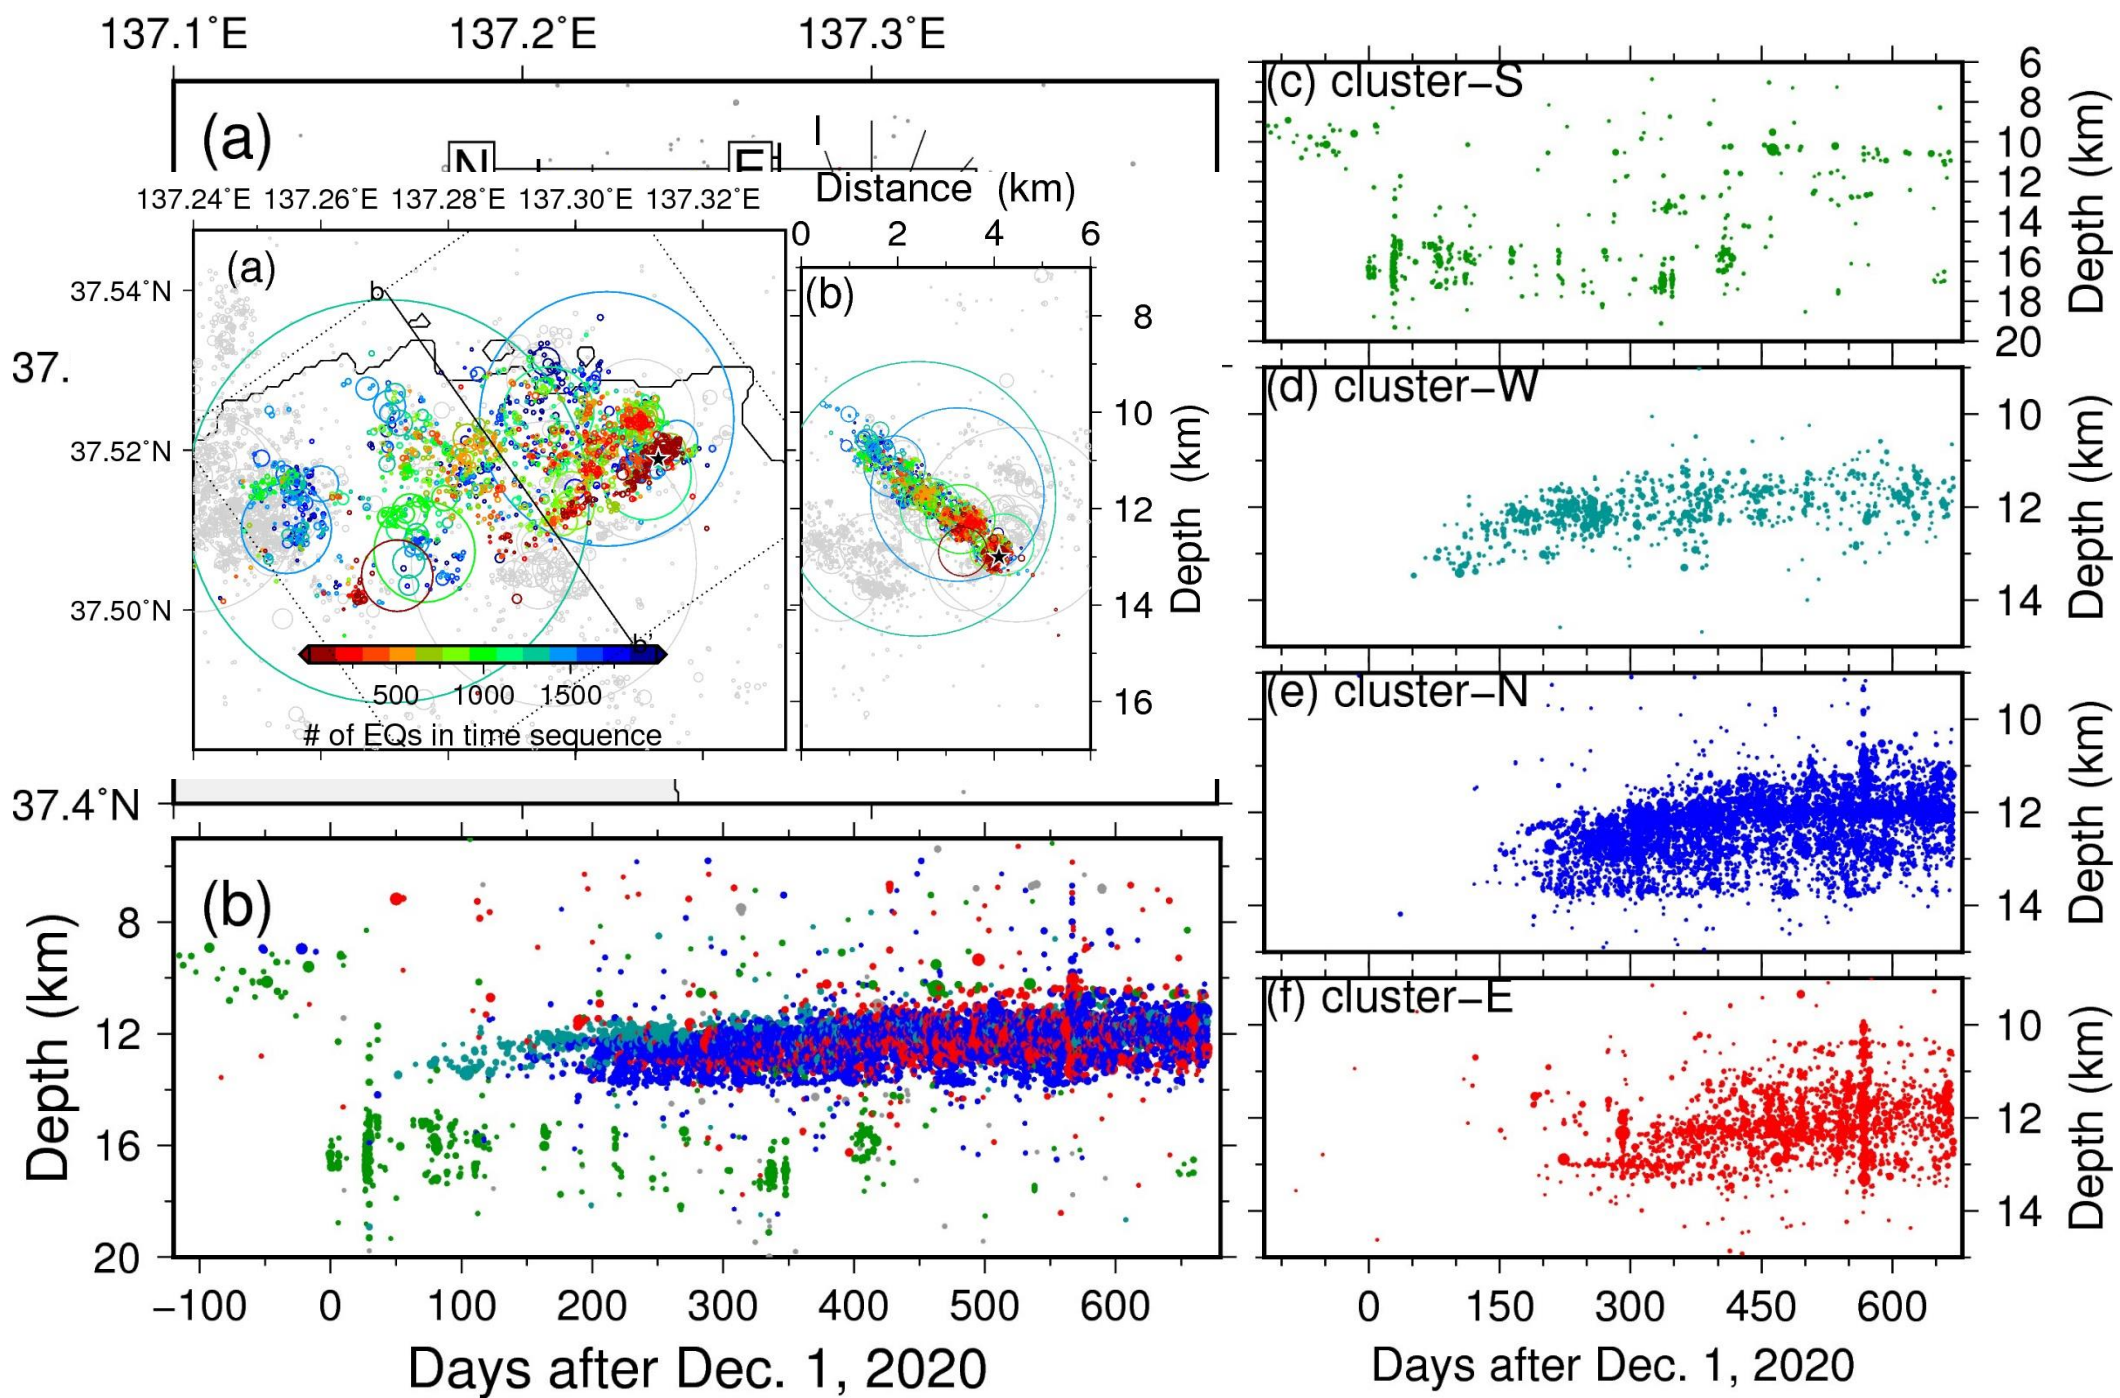 137.1°E 137.2°E 137.3°E
(a)
N E
37.
137.24°E 137.26°E 137.28°E 137.30°E 137.32°E
37.54°N
37.52°N
37.50°N
(a)
b
b'
500 1000 1500
# of EQs in time sequence
Distance (km)
0 2 4 6
(b)
8
10
12
14
16
Depth (km)
37.4°N
(b)
8
12
16
20
Depth (km)
−100 0 100 200 300 400 500 600
Days after Dec. 1, 2020
(c) cluster−S
6
8
10
12
14
16
18
20
Depth (km)
(d) cluster−W
10
12
14
Depth (km)
(e) cluster−N
10
12
14
Depth (km)
(f) cluster−E
10
12
14
Depth (km)
0 150 300 450 600
Days after Dec. 1, 2020